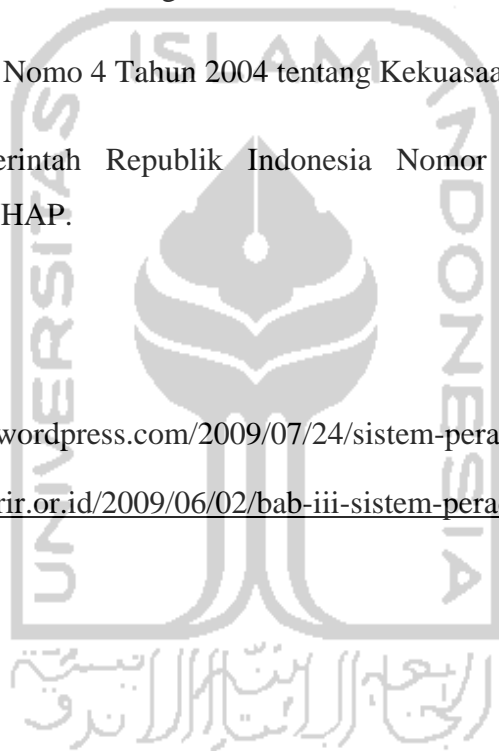 ISLAM
UNIVERSITAS
INDONESIA
Nomo 4 Tahun 2004 tentang Kekuasaa
erintah Republik Indonesia Nomor
HAP.
wordpress.com/2009/07/24/sistem-pera
rir.or.id/2009/06/02/bab-iii-sistem-pera